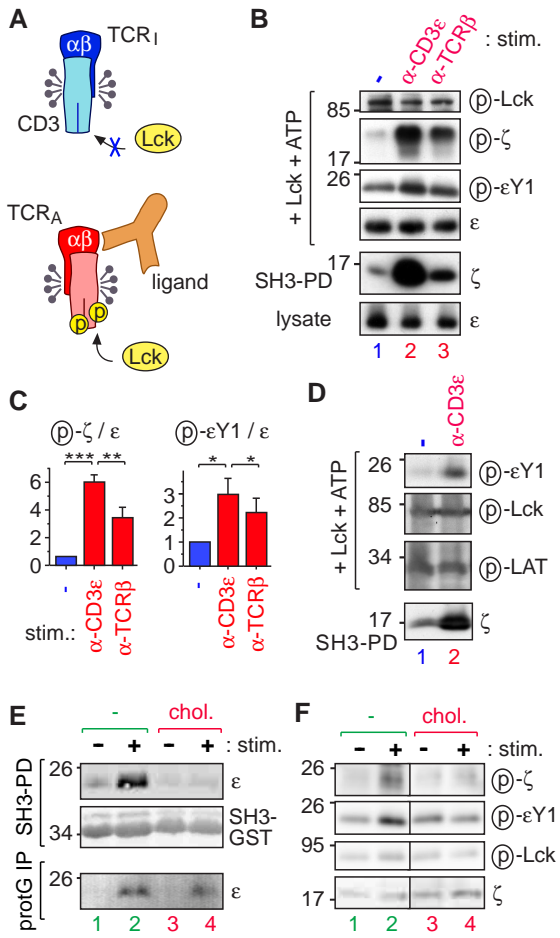 A
αβ
TCRI
CD3
Lck
TCRA
αβ
p
p
ligand
Lck
B
- α-CD3ε α-TCRβ : stim.
+ Lck + ATP
85
ⓟ-Lck
17
ⓟ-ζ
26
ⓟ-εY1
ε
SH3-PD
17
ζ
lysate
ε
1 2 3
C
ⓟ-ζ / ε
*** **
6
4
2
0
- α-CD3ε α-TCRβ
stim.:
ⓟ-εY1 / ε
* *
3
2
1
0
- α-CD3ε α-TCRβ
D
- α-CD3ε
+ Lck + ATP
26
ⓟ-εY1
85
ⓟ-Lck
34
ⓟ-LAT
17
ζ
SH3-PD
1 2
E
- chol.
- + - + : stim.
SH3-PD
26
ε
34
SH3-
GST
protG IP
26
ε
1 2 3 4
F
- chol.
- + - + : stim.
26
ⓟ-ζ
26
ⓟ-εY1
95
ⓟ-Lck
17
ζ
1 2 3 4